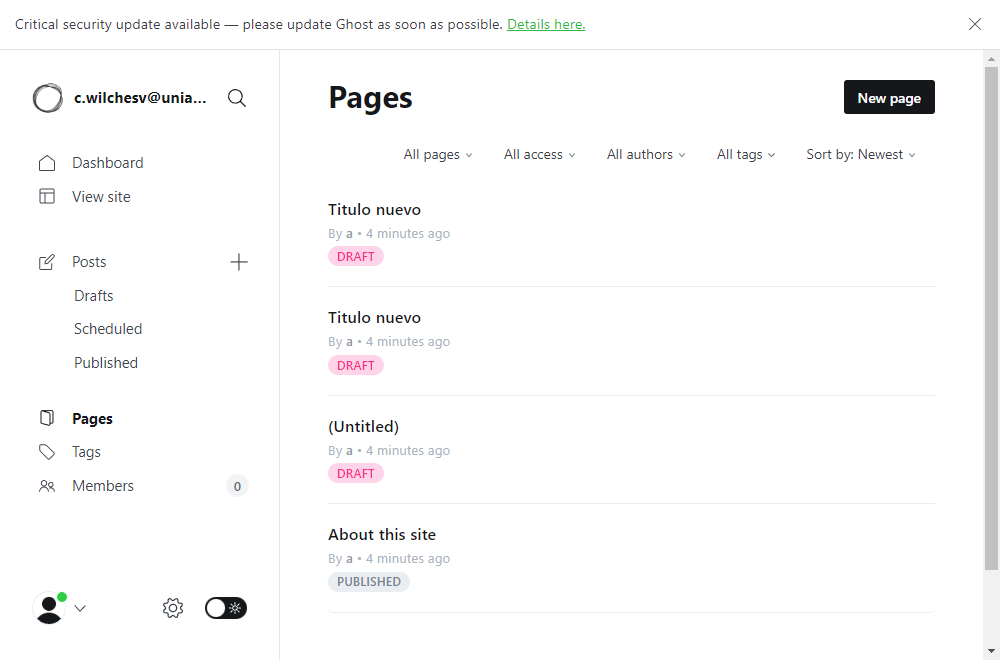 Critical security update available — please update Ghost as soon as possible. Details here.
c.wilchesv@unia...
Dashboard
View site
Posts
Drafts
Scheduled
Published
Pages
Tags
Members 0
Pages
New page
All pages All access All authors All tags Sort by: Newest
Titulo nuevo
By a • 4 minutes ago
DRAFT
Titulo nuevo
By a • 4 minutes ago
DRAFT
(Untitled)
By a • 4 minutes ago
DRAFT
About this site
By a • 4 minutes ago
PUBLISHED